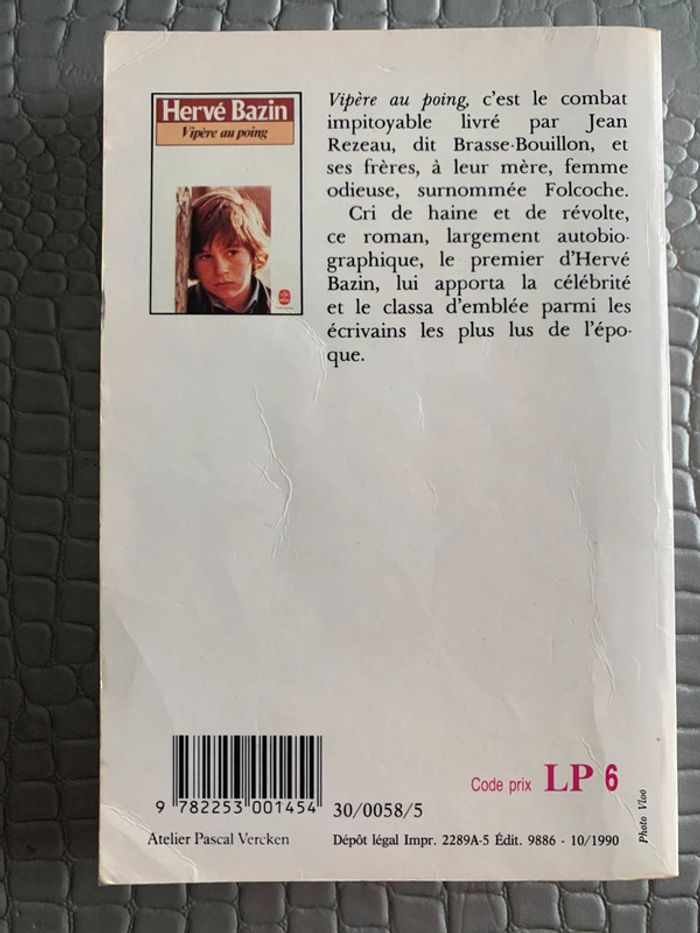 Hervé Bazin
Vipère au poing
Vipère au poing, c'est le combat
impitoyable livré par Jean
Rezeau, dit Brasse-Bouillon, et
ses frères, à leur mère, femme
odieuse, surnommée Folcoche.
Cri de haine et de révolte,
ce roman, largement autobio-
graphique, le premier d'Hervé
Bazin, lui apporta la célébrité
et le classa d'emblée parmi les
écrivains les plus lus de l'épo-
que.
Code prix LP 6
9 782253 001454
30/0058/5
Photo Vloo
Atelier Pascal Vercken
Dépôt légal Impr. 2289A-5 Édit. 9886 - 10/1990